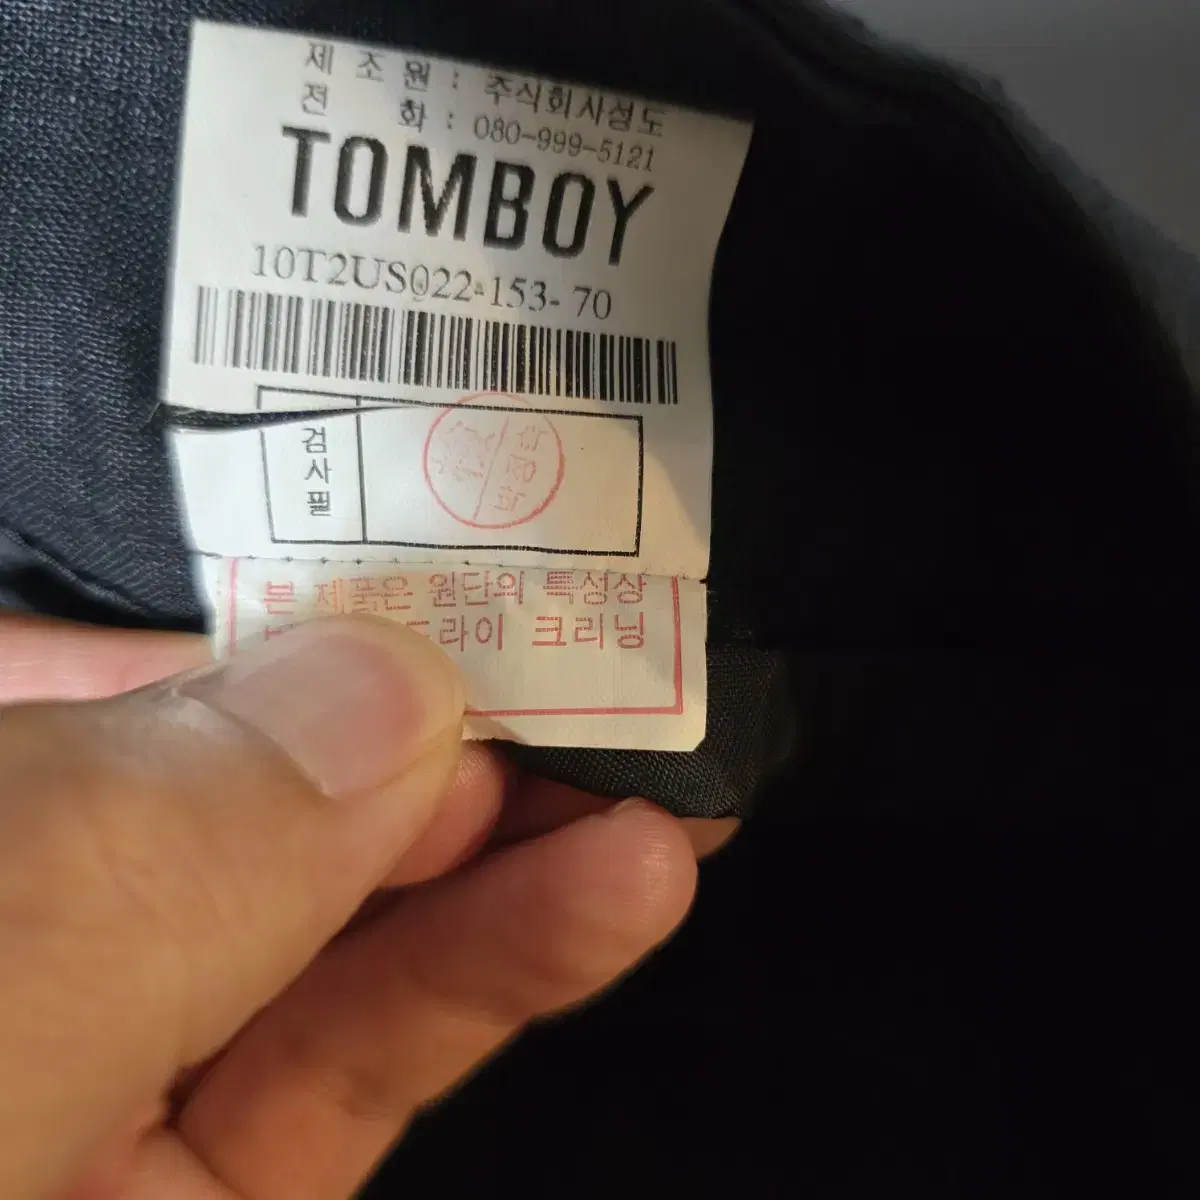 제 조 원 : 주식회사성도
전 화 : 080-999-5121
TOMBOY
10T2US022-153-70
검사필
본 제품은 원단의 특성상
드라이 크리닝